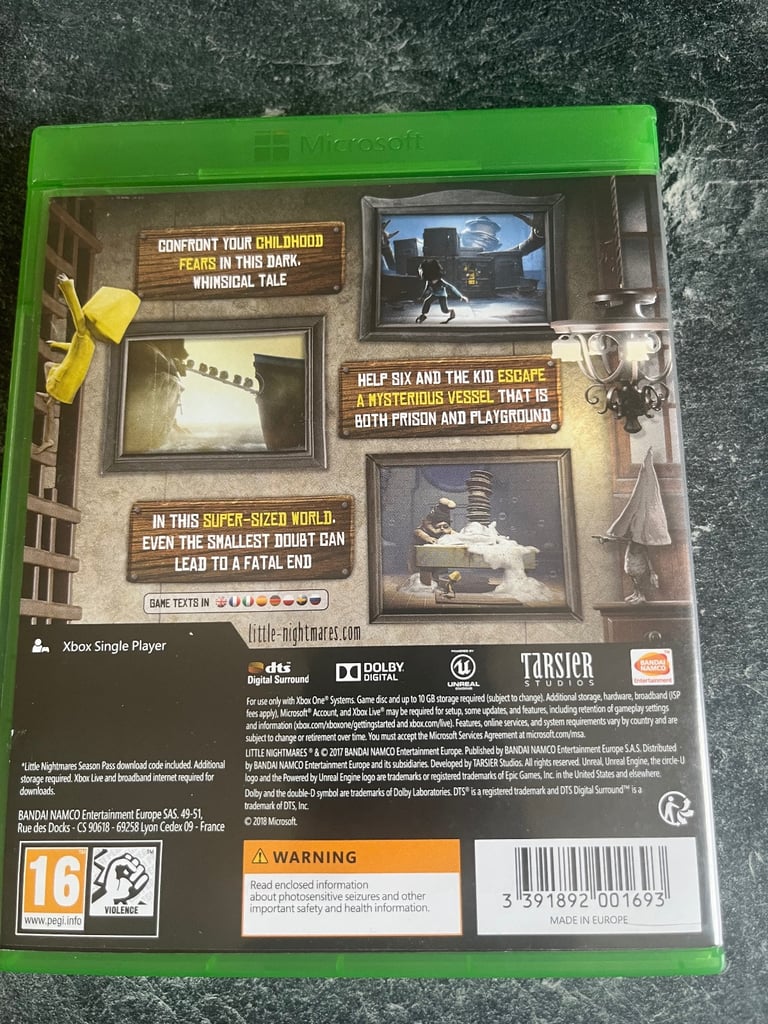 Microsoft
CONFRONT YOUR CHILDHOOD
FEARS IN THIS DARK,
WHIMSICAL TALE
HELP SIX AND THE KID ESCAPE
A MYSTERIOUS VESSEL THAT IS
BOTH PRISON AND PLAYGROUND
IN THIS SUPER-SIZED WORLD,
EVEN THE SMALLEST DOUBT CAN
LEAD TO A FATAL END
GAME TEXTS IN
little-nightmares.com
Xbox Single Player
dts
Digital Surround
DOLBY
DIGITAL
POWERED BY
UNREAL
ENGINE
TARSIER
STUDIOS
BANDAI
NAMCO
Entertainment
For use only with Xbox One® Systems. Game disc and up to 10 GB storage required (subject to change). Additional storage, hardware, broadband (ISP
fees apply), Microsoft® Account, and Xbox Live® may be required for setup, some updates, and features, including retention of gameplay settings
and information (xbox.com/xboxone/gettingstarted and xbox.com/live). Features, online services, and system requirements vary by country and are
subject to change or retirement over time. You must accept the Microsoft Services Agreement at microsoft.com/msa.
LITTLE NIGHTMARES ® & © 2017 BANDAI NAMCO Entertainment Europe. Published by BANDAI NAMCO Entertainment Europe S.A.S. Distributed
by BANDAI NAMCO Entertainment Europe and its subsidiaries. Developed by TARSIER Studios. All rights reserved. Unreal, Unreal Engine, the circle-U
logo and the Powered by Unreal Engine logo are trademarks or registered trademarks of Epic Games, Inc. in the United States and elsewhere.
Dolby and the double-D symbol are trademarks of Dolby Laboratories. DTS® is a registered trademark and DTS Digital Surround™ is a
trademark of DTS, Inc.
© 2018 Microsoft.
*Little Nightmares Season Pass download code included. Additional
storage required. Xbox Live and broadband internet required for
downloads.
BANDAI NAMCO Entertainment Europe SAS. 49-51,
Rue des Docks - CS 90618 - 69258 Lyon Cedex 09 - France
16
www.pegi.info
VIOLENCE
WARNING
Read enclosed information
about photosensitive seizures and other
important safety and health information.
3 391892 001693
MADE IN EUROPE